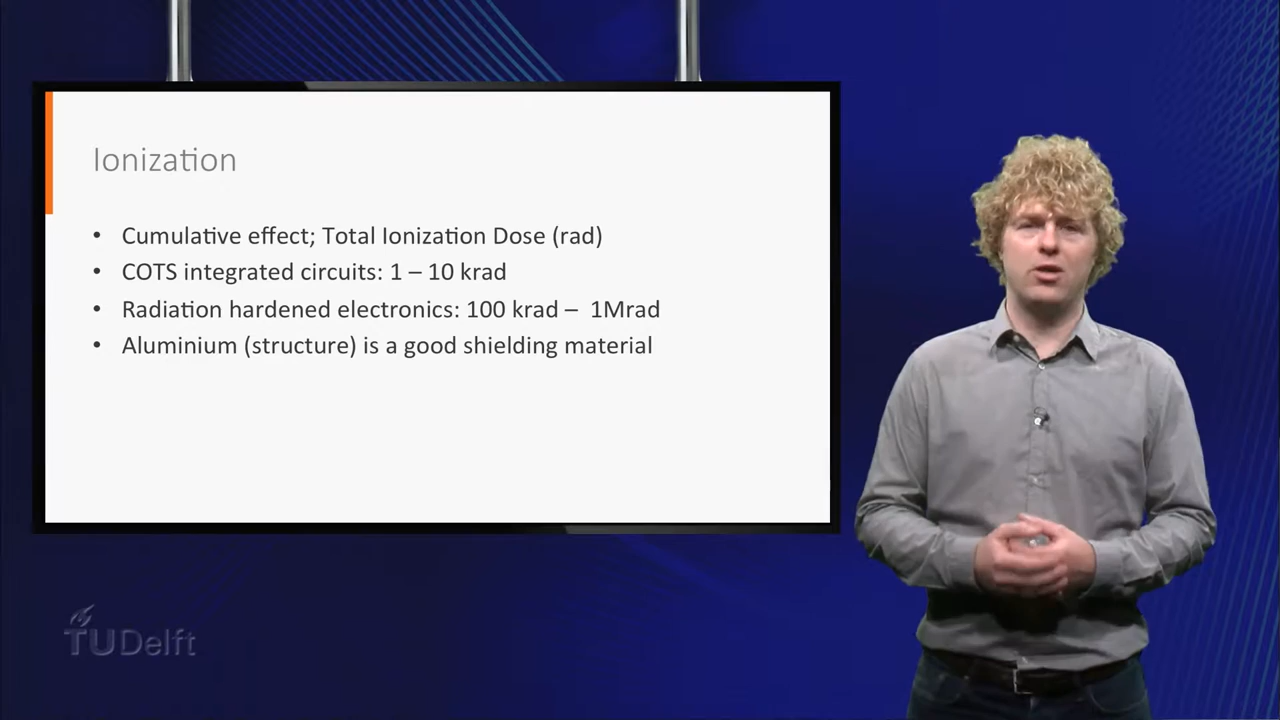 Ionization
• Cumulative effect; Total Ionization Dose (rad)
• COTS integrated circuits: 1 – 10 krad
• Radiation hardened electronics: 100 krad – 1Mrad
• Aluminium (structure) is a good shielding material
TUDelft